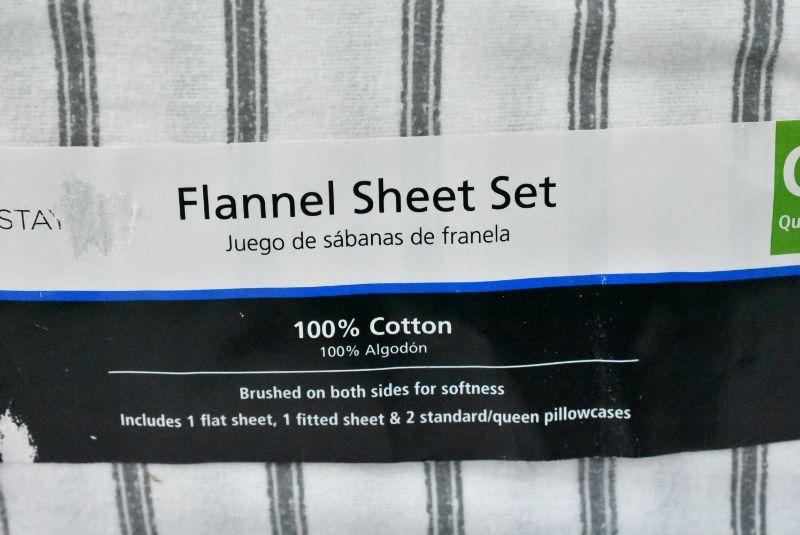 STAY
Flannel Sheet Set
Juego de sábanas de franela
100% Cotton
100% Algodón
Brushed on both sides for softness
Includes 1 flat sheet, 1 fitted sheet & 2 standard/queen pillowcases